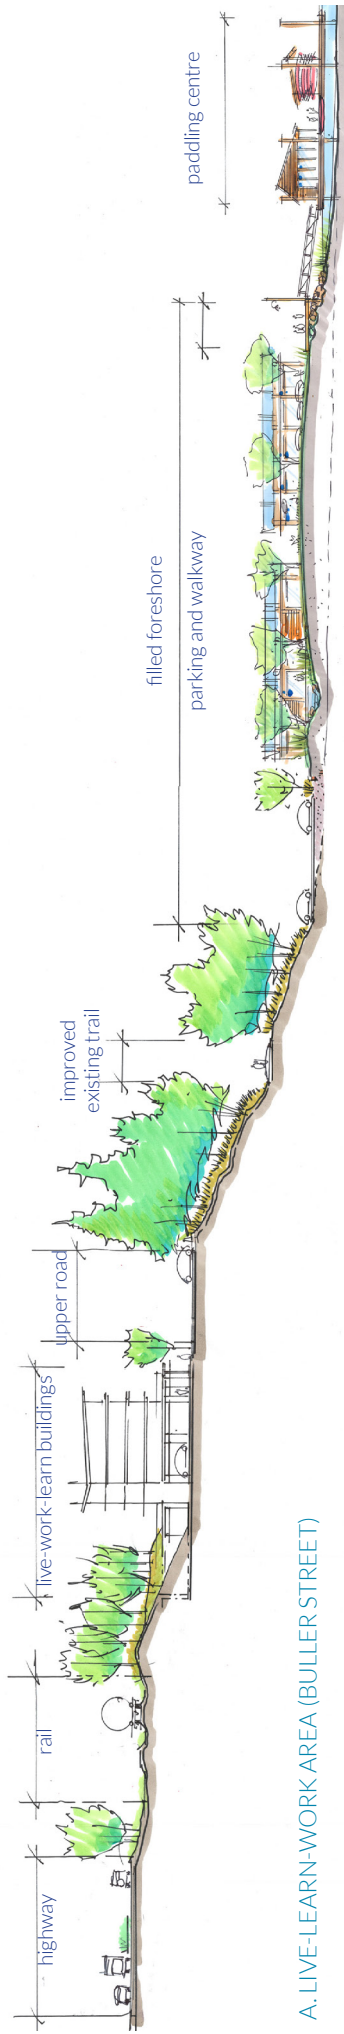 highway
rail
live-work-learn buildings
upper road
improved
existing trail
filled foreshore
parking and walkway
paddling centre
A. LIVE-LEARN-WORK AREA (BULLER STREET)